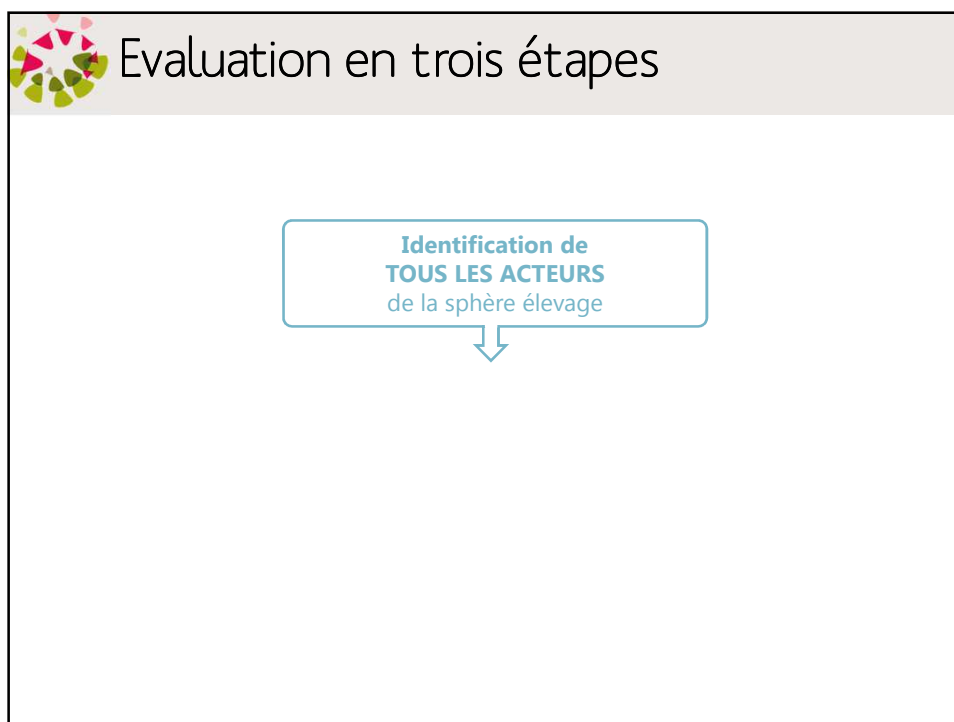 Evaluation en trois étapes
Identification de
TOUS LES ACTEURS
de la sphère élevage